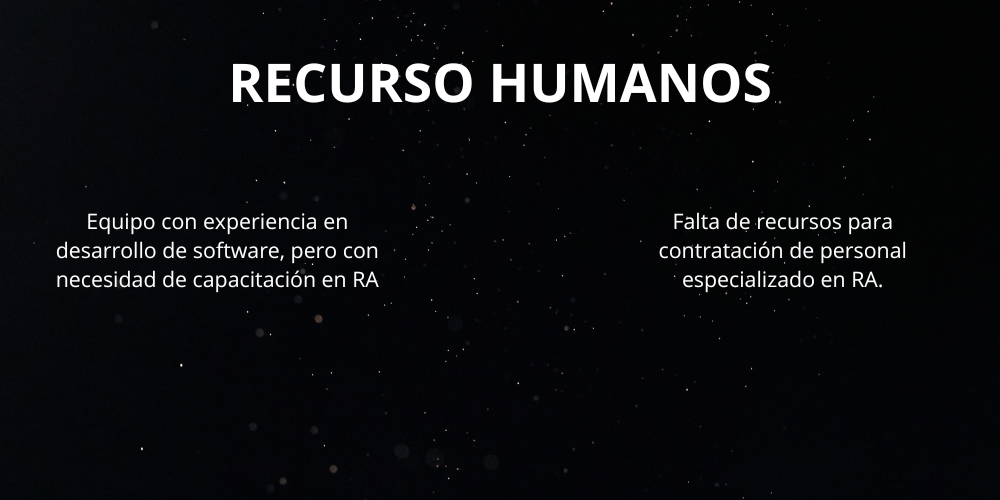 RECURSO HUMANOS
Equipo con experiencia en
desarrollo de software, pero con
necesidad de capacitación en RA
Falta de recursos para
contratación de personal
especializado en RA.